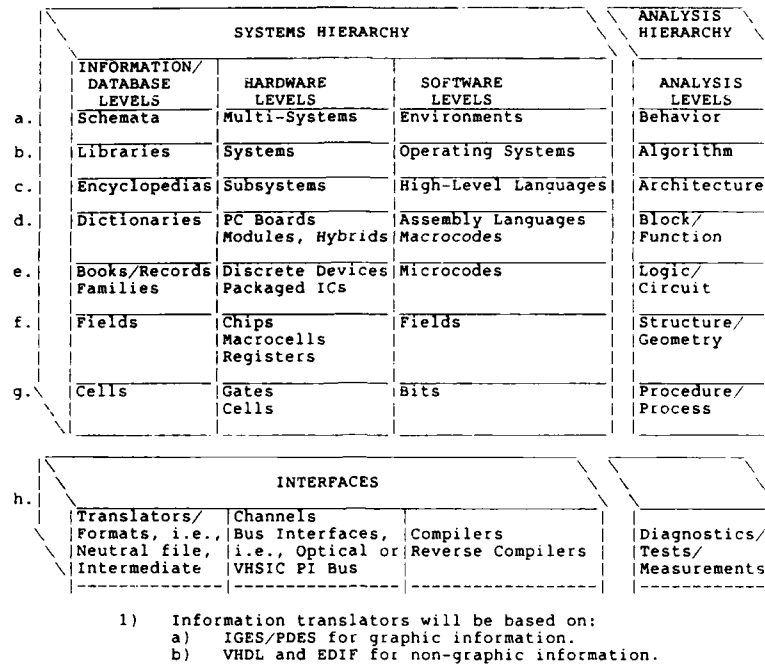 ANALYSIS
SYSTEMS HIERARCHY HIERARCHY
INFORMATION/
DATABASE HARDWARE SOFTWARE ANALYSIS
LEVELS LEVELS LEVELS LEVELS
a. Schemata Multi-Systems Environments Behavior
b. Libraries Systems Operating Systems Algorithm
c. Encyclopedias Subsystems High-Level Languages Architecture
d. Dictionaries PC Boards Assembly Languages Block/
Modules, Hybrids Macrocodes Function
e. Books/Records Discrete Devices Microcodes Logic/
Families Packaged ICs Circuit
f. Fields Chips Fields Structure/
Macrocells Geometry
Registers
g. Cells Gates Bits Procedure/
Cells Process
INTERFACES
h.
Translators/ Channels
Formats, i.e., Bus Interfaces, Compilers Diagnostics/
Neutral file, i.e., Optical or Reverse Compilers Tests/
Intermediate VHSIC PI Bus Measurements
1) Information translators will be based on:
a) IGES/PDES for graphic information.
b) VHDL and EDIF for non-graphic information.